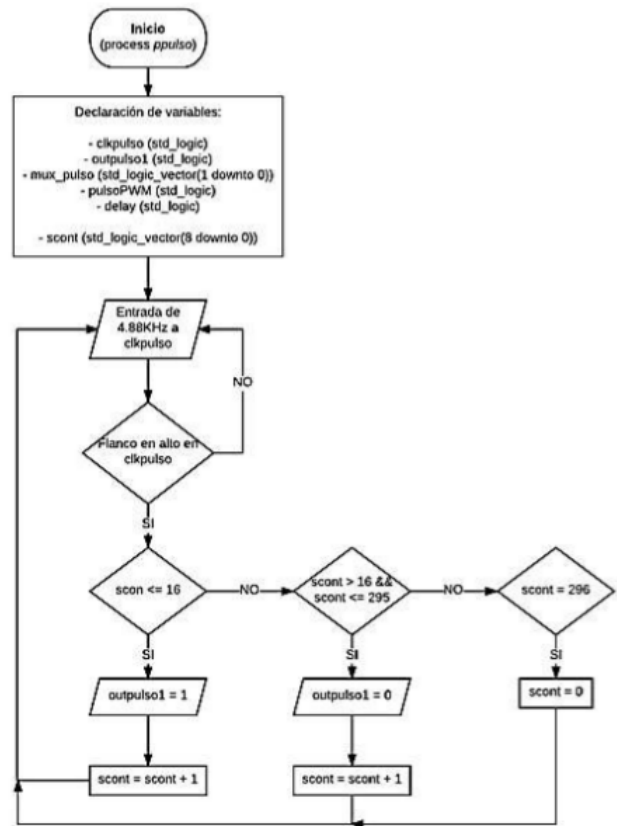 Inicio
(process ppulso)
Declaración de variables:
- clkpulso (std_logic)
- outpulso1 (std_logic)
- mux_pulso (std_logic_vector(1 downto 0))
- pulsoPWM (std_logic)
- delay (std_logic)
- scont (std_logic_vector(8 downto 0))
Entrada de
4.88KHz a
clkpulso
NO
Flanco en alto en
clkpulso
SI
scon <= 16
NO
scont > 16 &&
scont <= 295
NO
scont = 296
SI
SI
SI
outpulso1 = 1
outpulso1 = 0
scont = 0
scont = scont + 1
scont = scont + 1